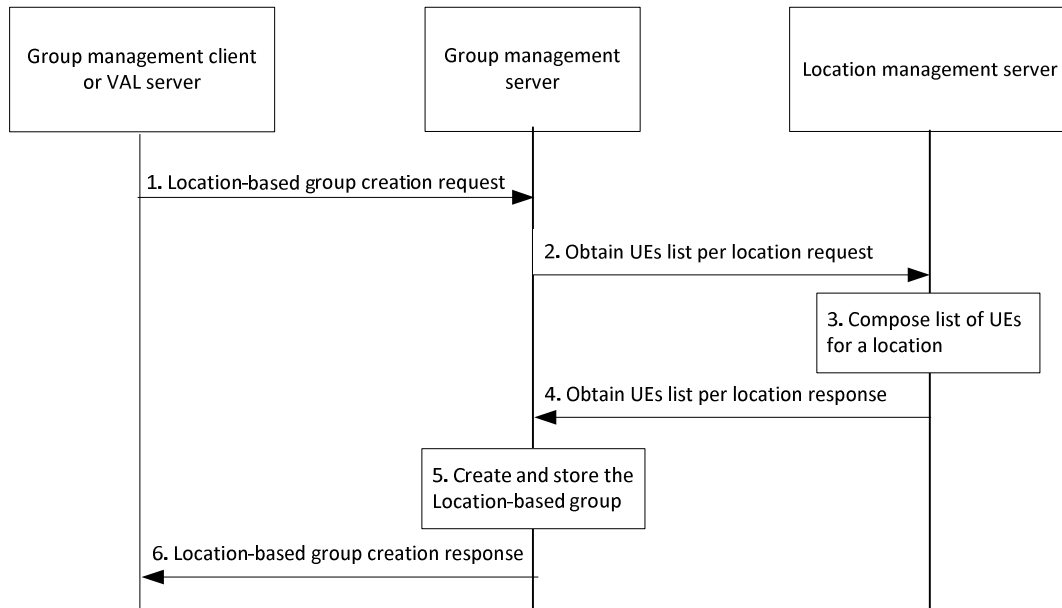 Group management client
or VAL server
Group management
server
Location management server
1. Location-based group creation request
2. Obtain UEs list per location request
3. Compose list of UEs
for a location
4. Obtain UEs list per location response
5. Create and store the
Location-based group
6. Location-based group creation response